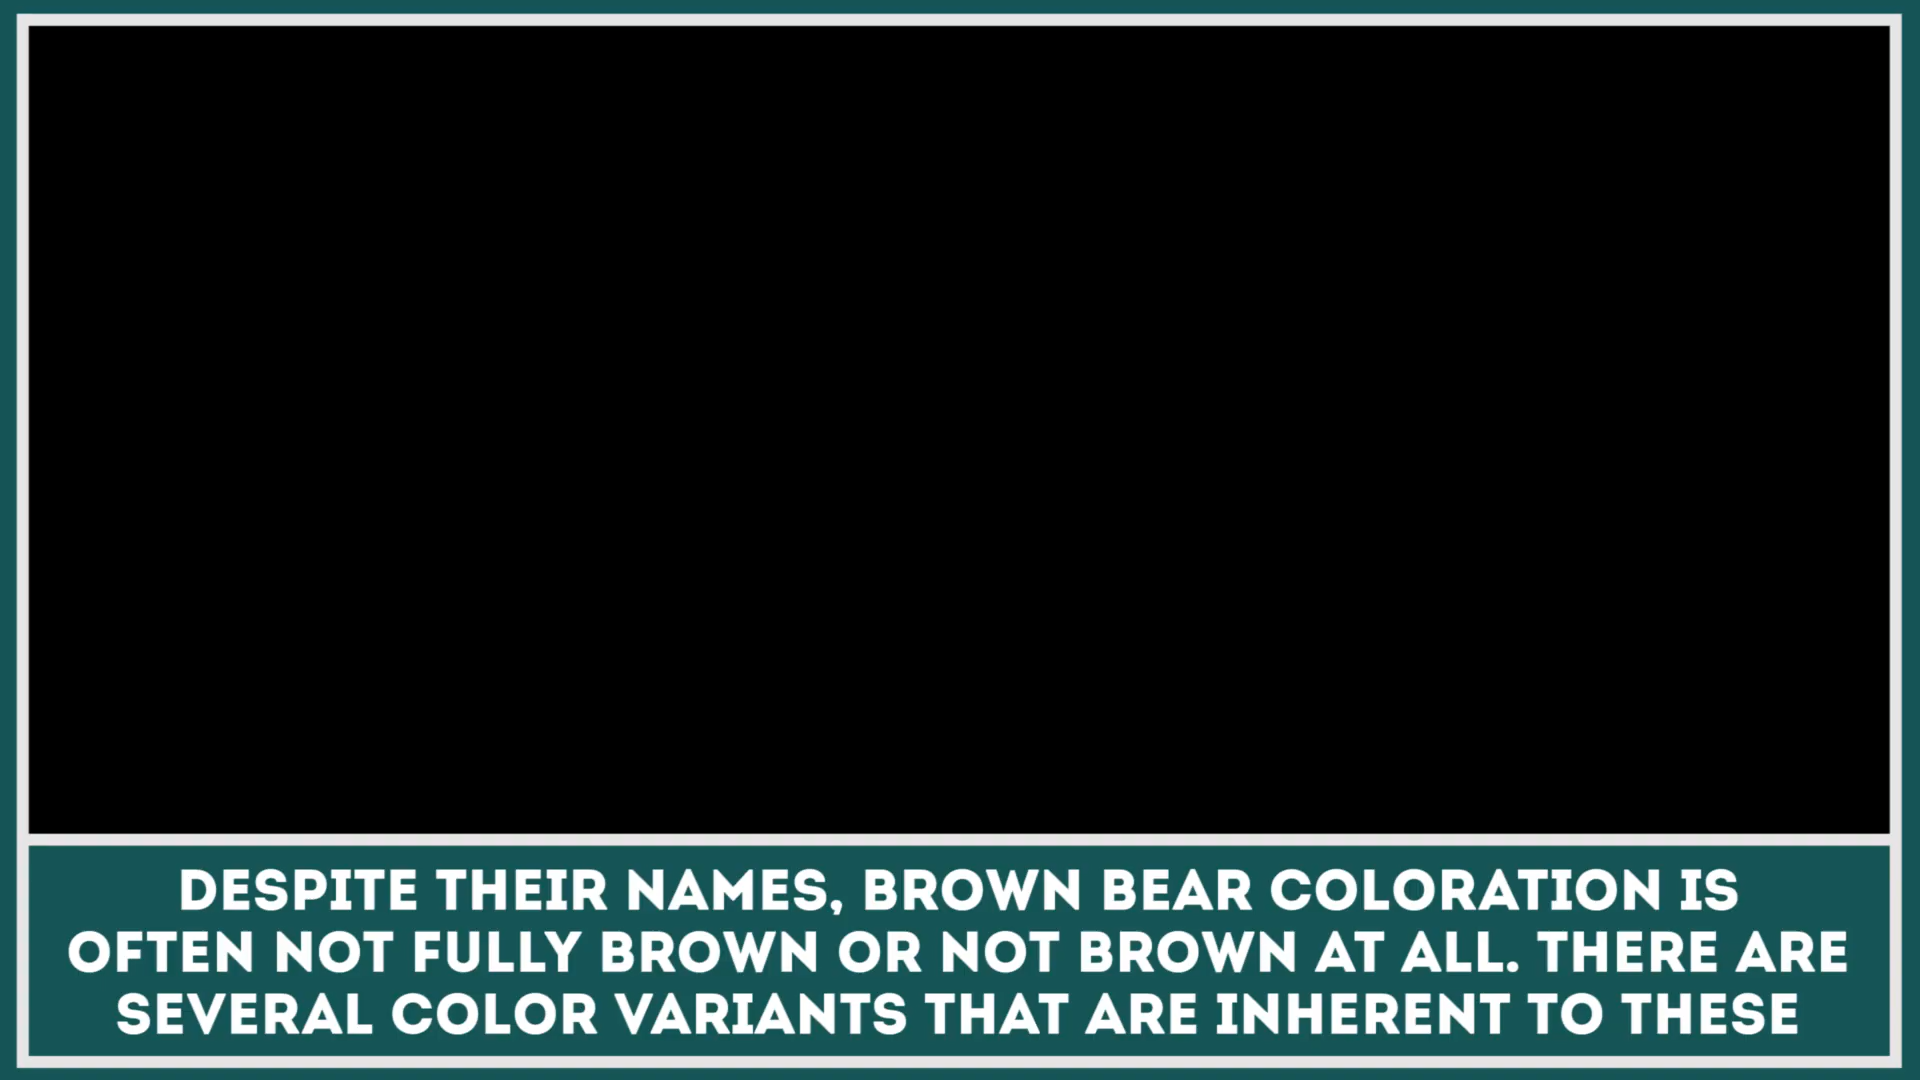 DESPITE THEIR NAMES, BROWN BEAR COLORATION IS
OFTEN NOT FULLY BROWN OR NOT BROWN AT ALL. THERE ARE
SEVERAL COLOR VARIANTS THAT ARE INHERENT TO THESE